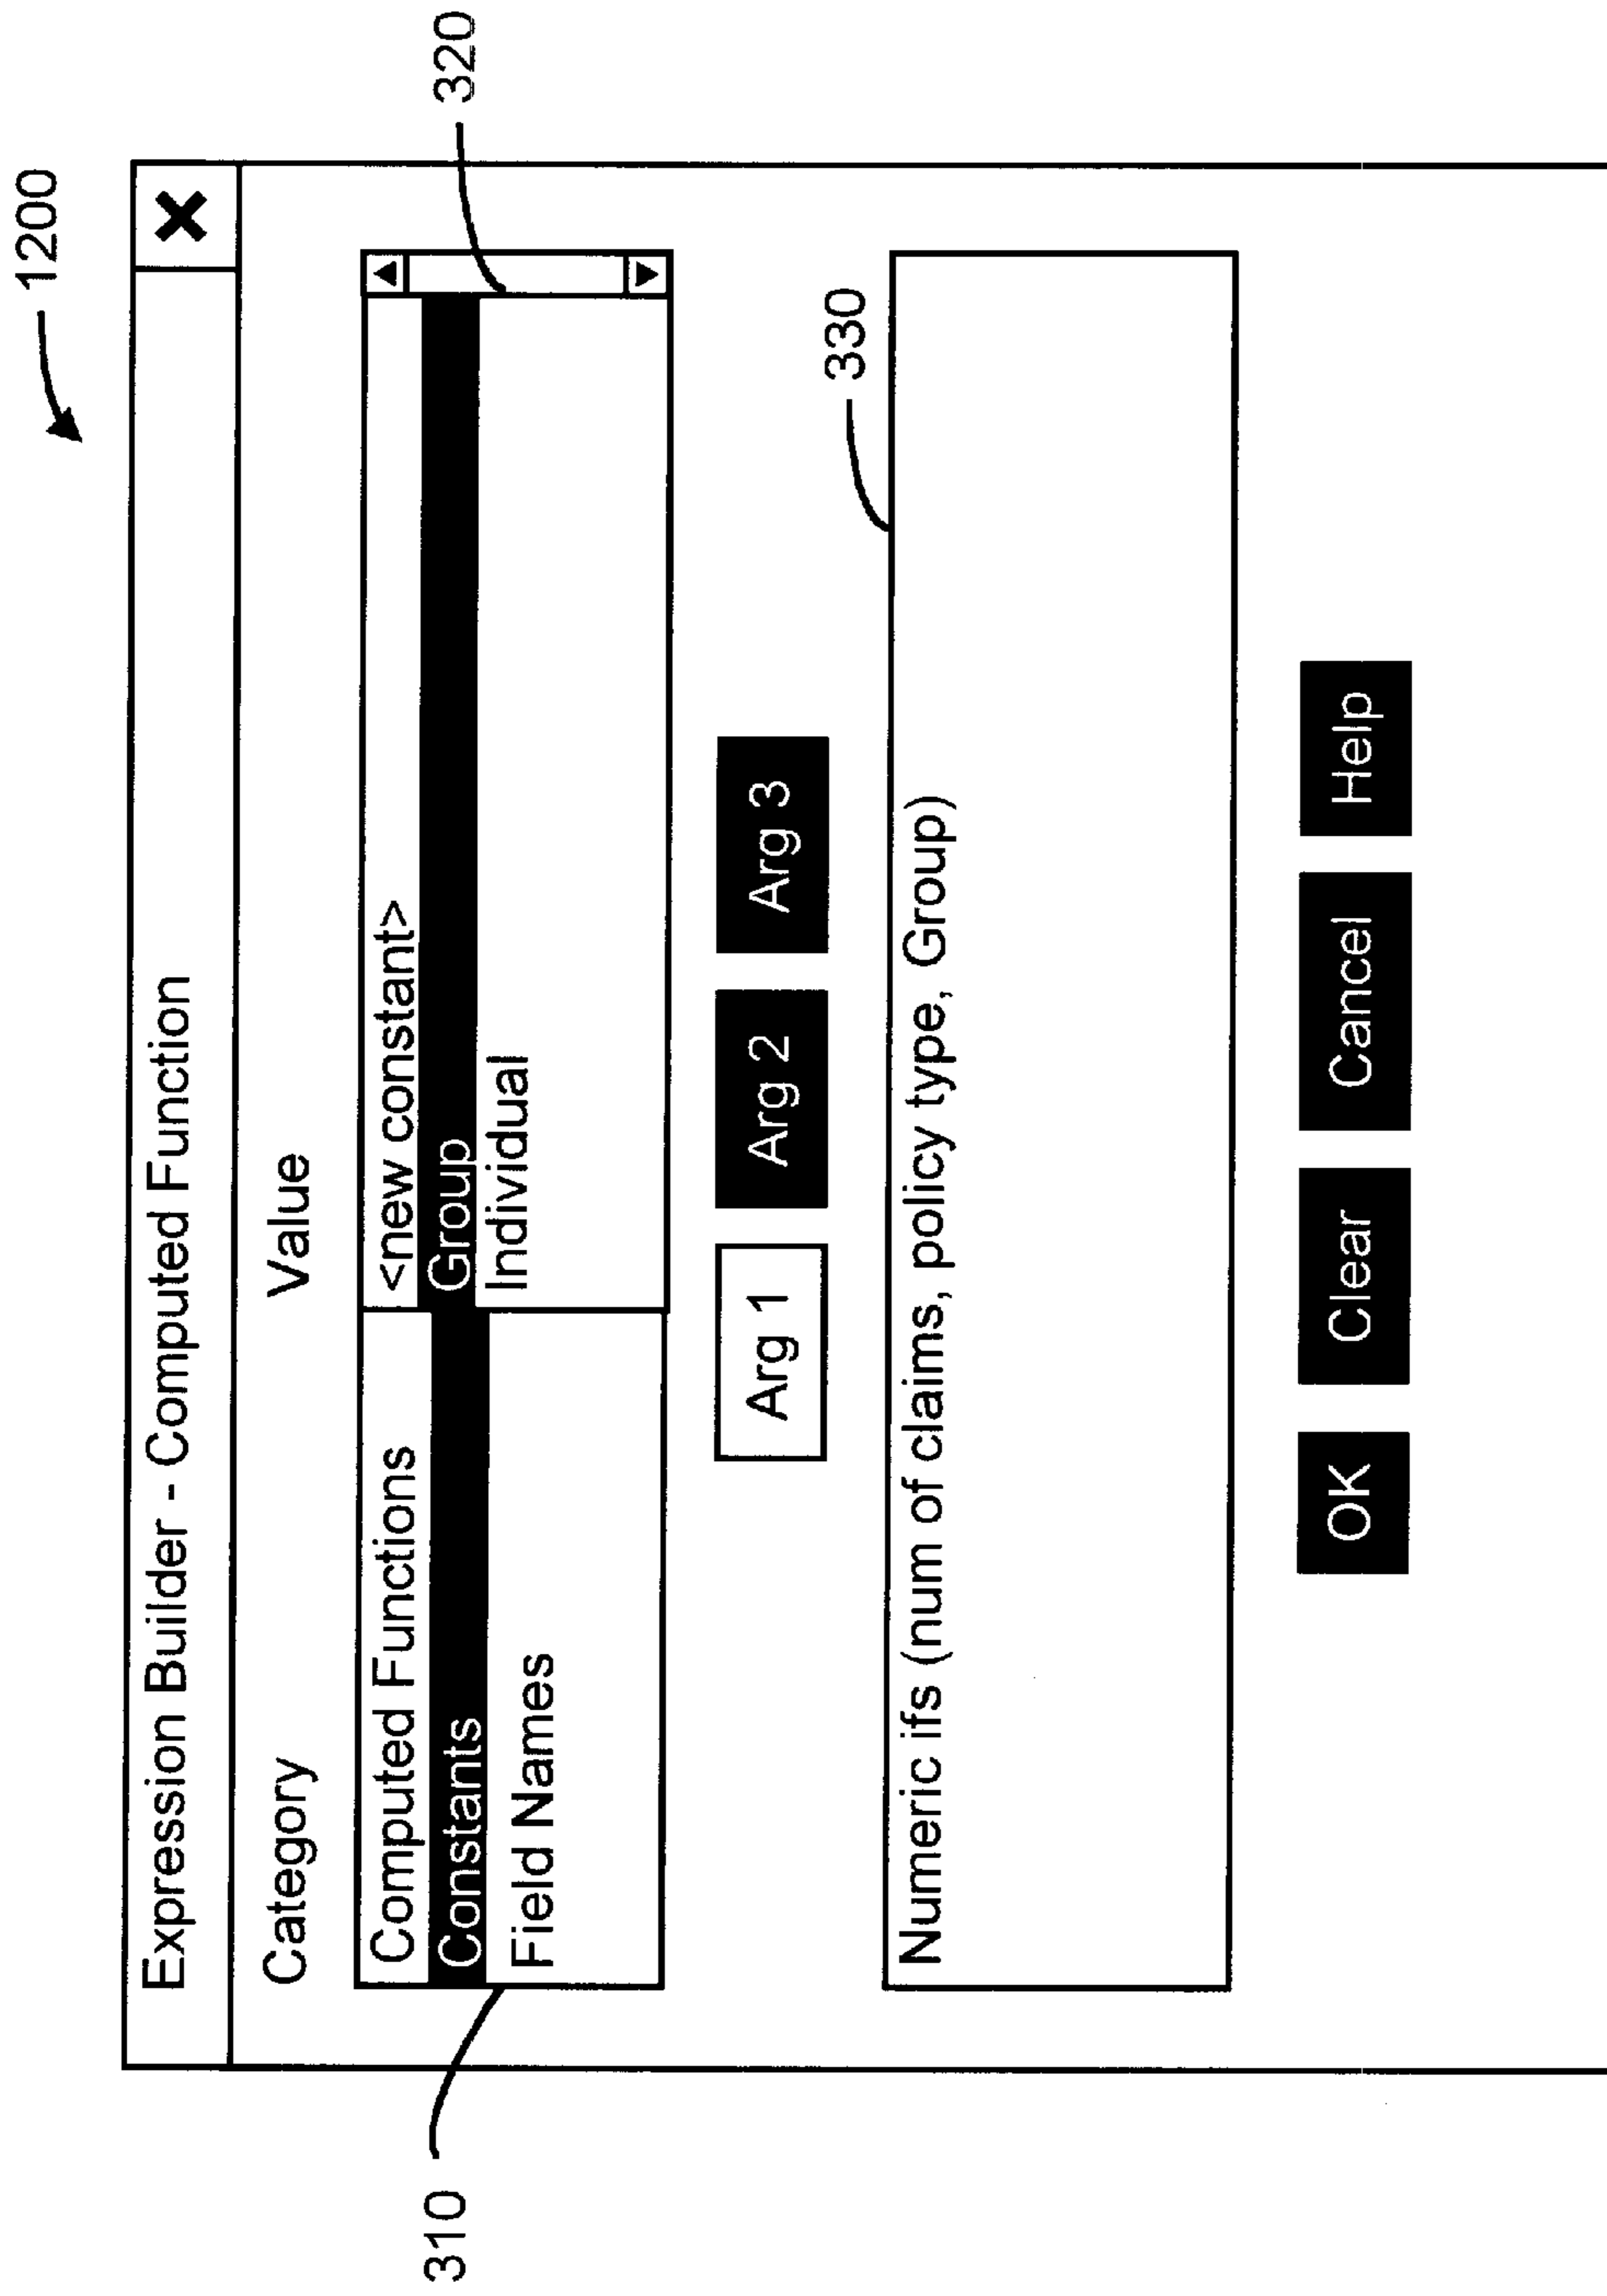 1200
Expression Builder - Computed Function
Category Value
320
Computed Functions <new constant>
Constants Group
Field Names Individual
310
Arg 1 Arg 2 Arg 3
330
Numeric ifs (num of claims, policy type, Group)
OK Clear Cancel Help